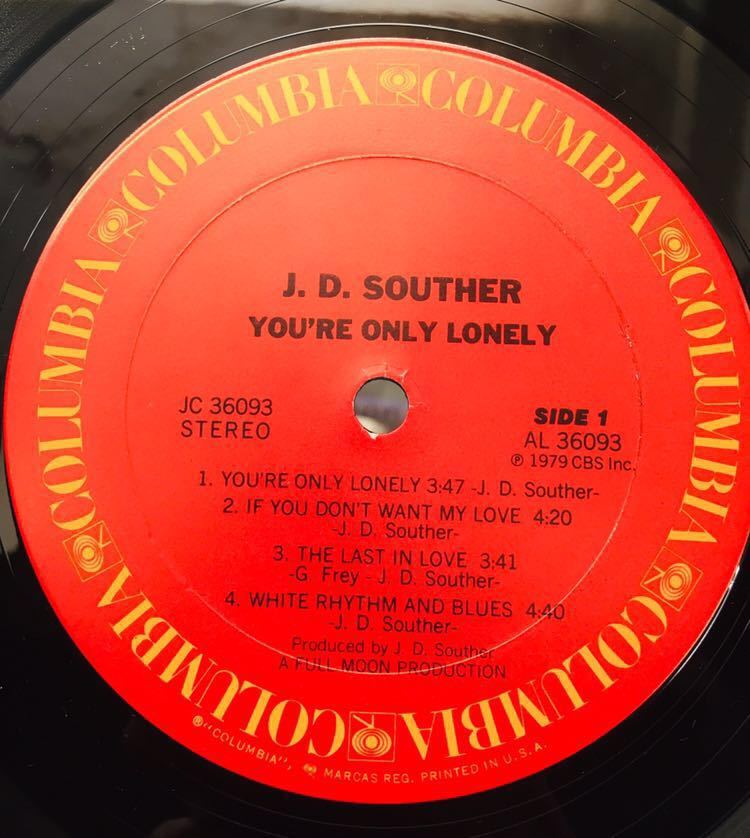 COLUMBIA COLUMBIA COLUMBIA COLUMBIA COLUMBIA COLUMBIA
J. D. SOUTHER
YOU'RE ONLY LONELY
JC 36093
STEREO
SIDE 1
AL 36093
℗ 1979 CBS Inc.
1. YOU'RE ONLY LONELY 3:47 -J. D. Souther-
2. IF YOU DON'T WANT MY LOVE 4:20
-J. D. Souther-
3. THE LAST IN LOVE 3:41
-G Frey - J. D. Souther-
4. WHITE RHYTHM AND BLUES 4:40
-J. D. Souther-
Produced by J. D. Souther
A FULL MOON PRODUCTION
®"COLUMBIA", MARCAS REG. PRINTED IN U.S.A.